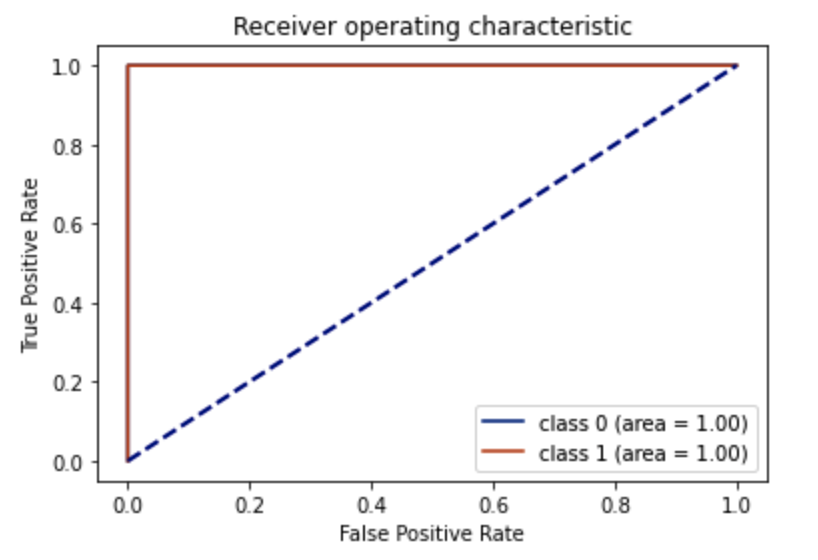 Receiver operating characteristic
1.0
0.8
0.6
0.4
0.2
0.0
True Positive Rate
class 0 (area = 1.00)
class 1 (area = 1.00)
0.0 0.2 0.4 0.6 0.8 1.0
False Positive Rate